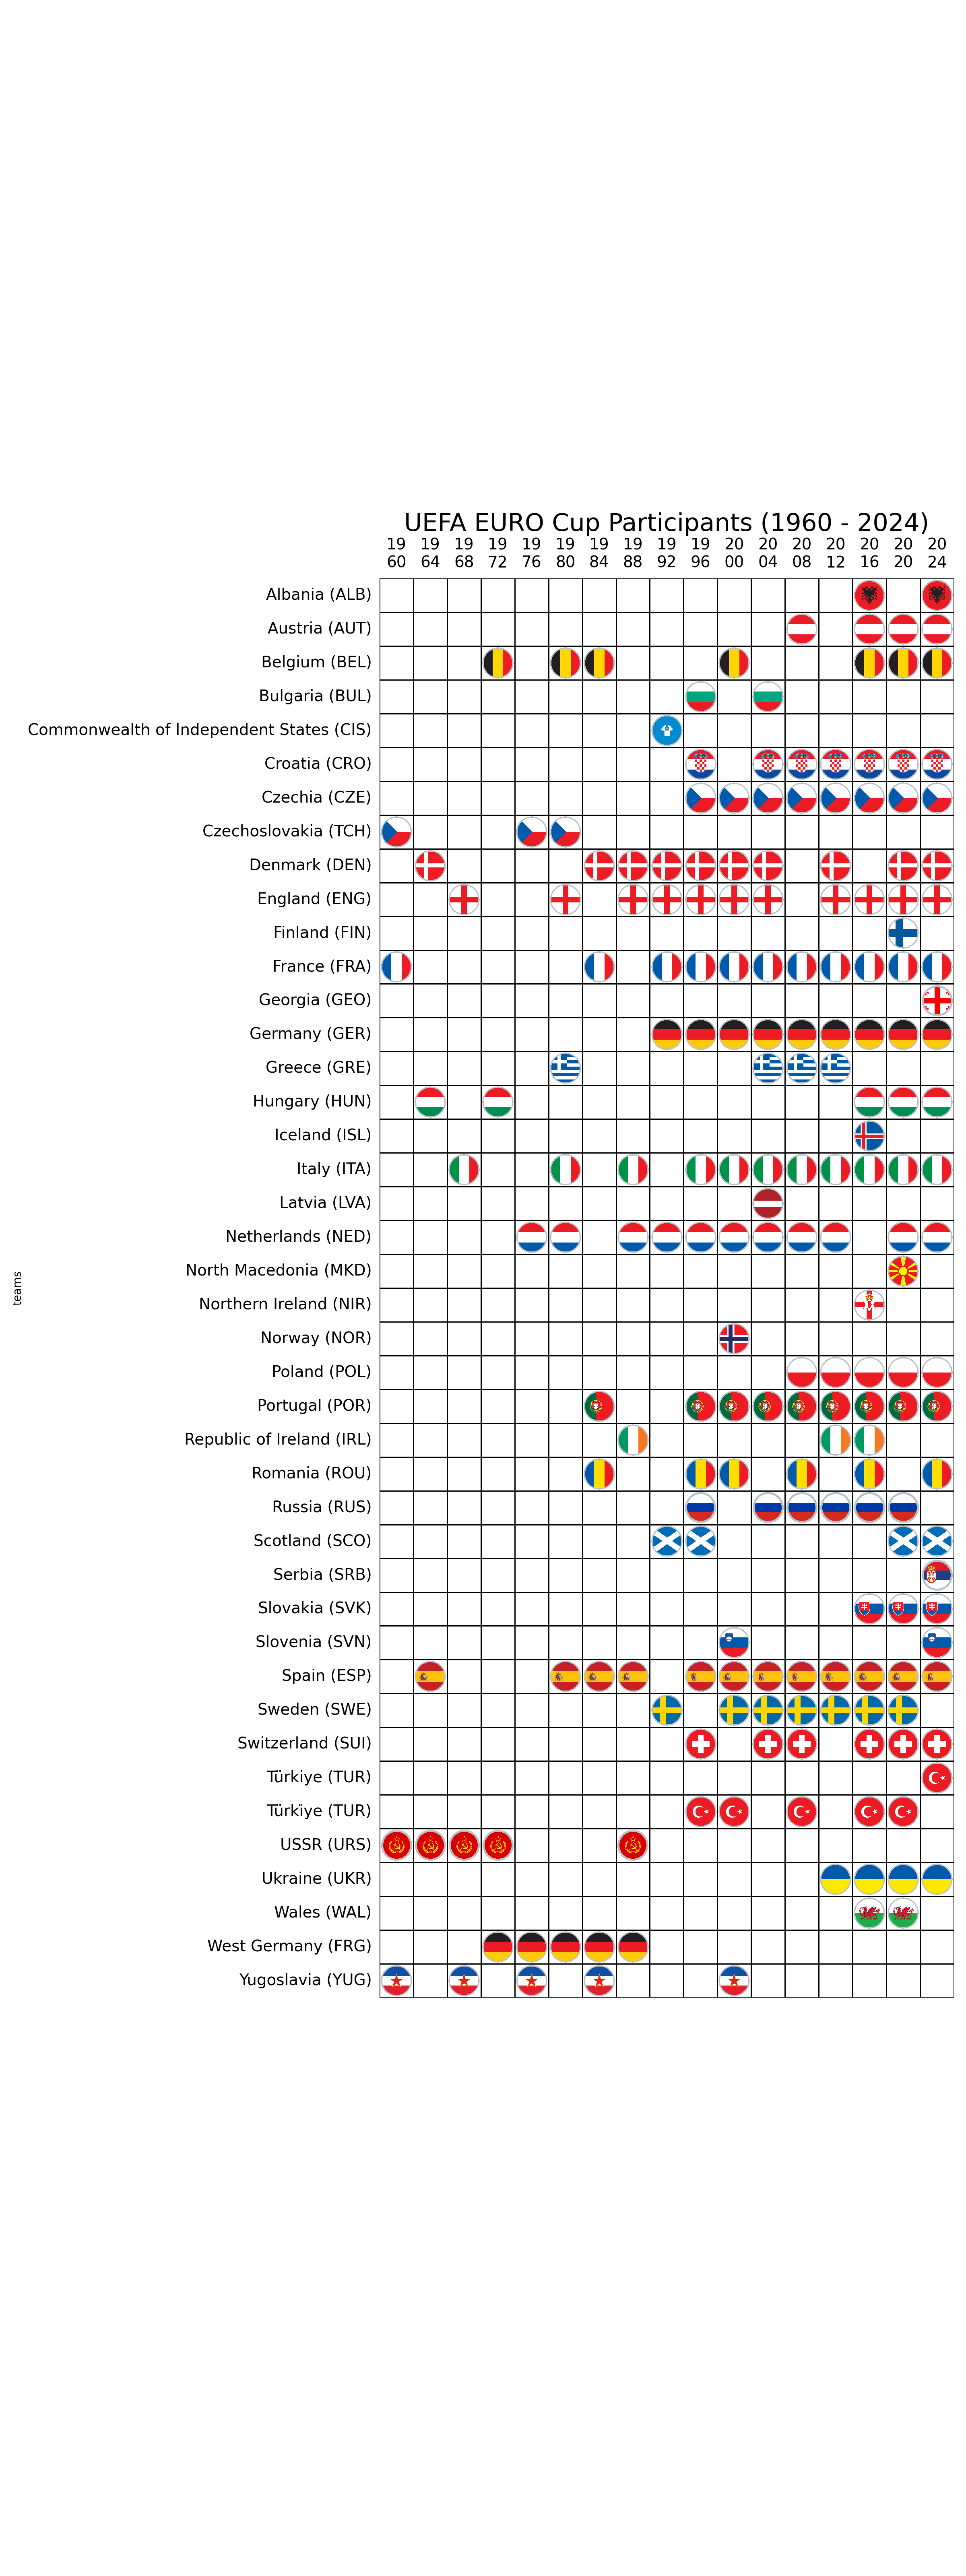 UEFA EURO Cup Participants (1960 - 2024)
19 19 19 19 19 19 19 19 19 19 20 20 20 20 20 20 20
60 64 68 72 76 80 84 88 92 96 00 04 08 12 16 20 24
Albania (ALB)
Austria (AUT)
Belgium (BEL)
Bulgaria (BUL)
Commonwealth of Independent States (CIS)
Croatia (CRO)
Czechia (CZE)
Czechoslovakia (TCH)
Denmark (DEN)
England (ENG)
Finland (FIN)
France (FRA)
Georgia (GEO)
Germany (GER)
Greece (GRE)
Hungary (HUN)
Iceland (ISL)
Italy (ITA)
Latvia (LVA)
Netherlands (NED)
North Macedonia (MKD)
teams
Northern Ireland (NIR)
Norway (NOR)
Poland (POL)
Portugal (POR)
Republic of Ireland (IRL)
Romania (ROU)
Russia (RUS)
Scotland (SCO)
Serbia (SRB)
Slovakia (SVK)
Slovenia (SVN)
Spain (ESP)
Sweden (SWE)
Switzerland (SUI)
Türkiye (TUR)
Türkiye (TUR)
USSR (URS)
Ukraine (UKR)
Wales (WAL)
West Germany (FRG)
Yugoslavia (YUG)